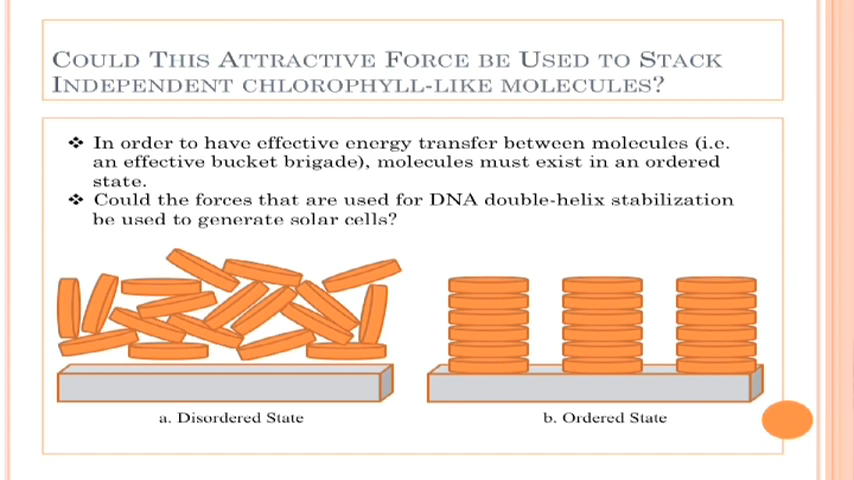 COULD THIS ATTRACTIVE FORCE BE USED TO STACK
INDEPENDENT CHLOROPHYLL-LIKE MOLECULES?
❖ In order to have effective energy transfer between molecules (i.e.
an effective bucket brigade), molecules must exist in an ordered
state.
❖ Could the forces that are used for DNA double-helix stabilization
be used to generate solar cells?
a. Disordered State
b. Ordered State